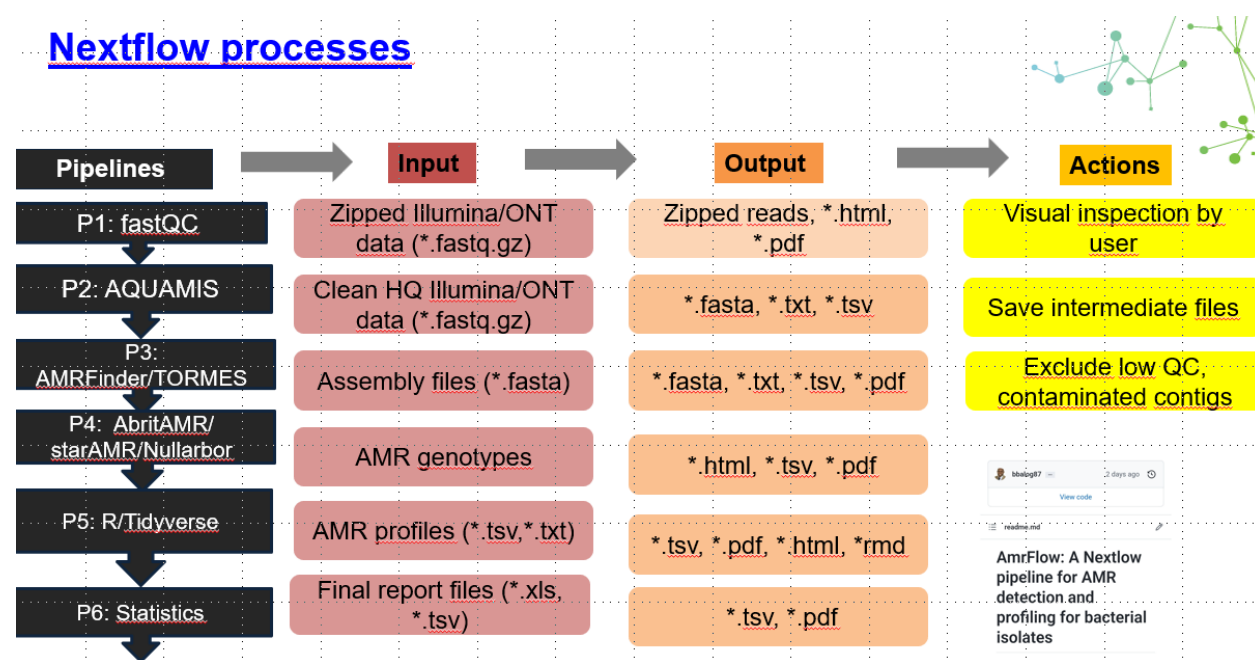 Nextflow processes
Pipelines
Input
Output
Actions
P1: fastQC
Zipped Iillumina/ONT
data (*.fastq.gz)
Zipped reads, *.html,
*.pdf
Visual inspection by
user
P2: AQUAMIS
Clean HQ Illumina/ONT
data (*.fastq.gz)
*.fasta, *.txt, *.tsv
Save intermediate files
P3:
AMRFinder/TORMES
Assembly files (*.fasta)
*.fasta, *.txt, *.tsv, *.pdf
Exclude low QC,
contaminated contigs
P4: AbritAMR/
starAMR/Nullarbor
AMR genotypes
*.html, *.tsv, *.pdf
P5: R/Tidyverse
AMR profiles (*.tsv,*.txt)
*.tsv, *.pdf, *.html, *rmd
P6: Statistics
Final report files (*.xls,
*.tsv)
*.tsv, *.pdf
bbalog87 2 days ago
View code
readme.md
AmrFlow: A Nextlow
pipeline for AMR
detection and
profiling for bacterial
isolates